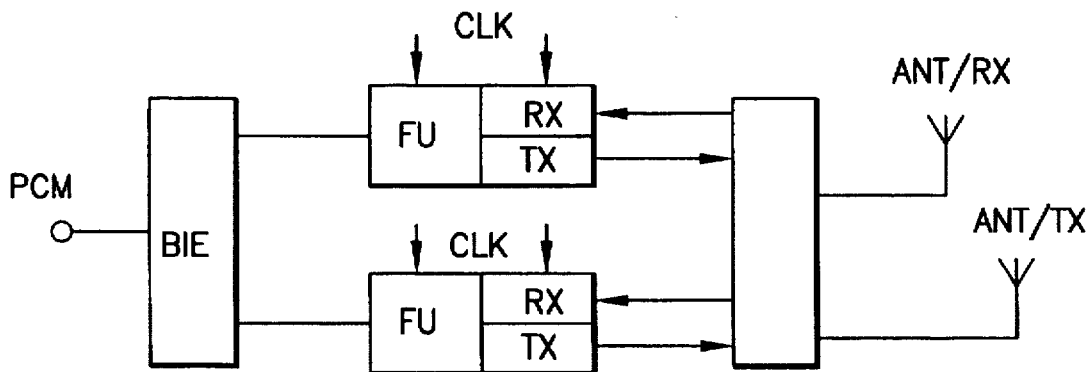 CLK
ANT/RX
FU
RX
TX
PCM
BIE
ANT/TX
CLK
FU
RX
TX